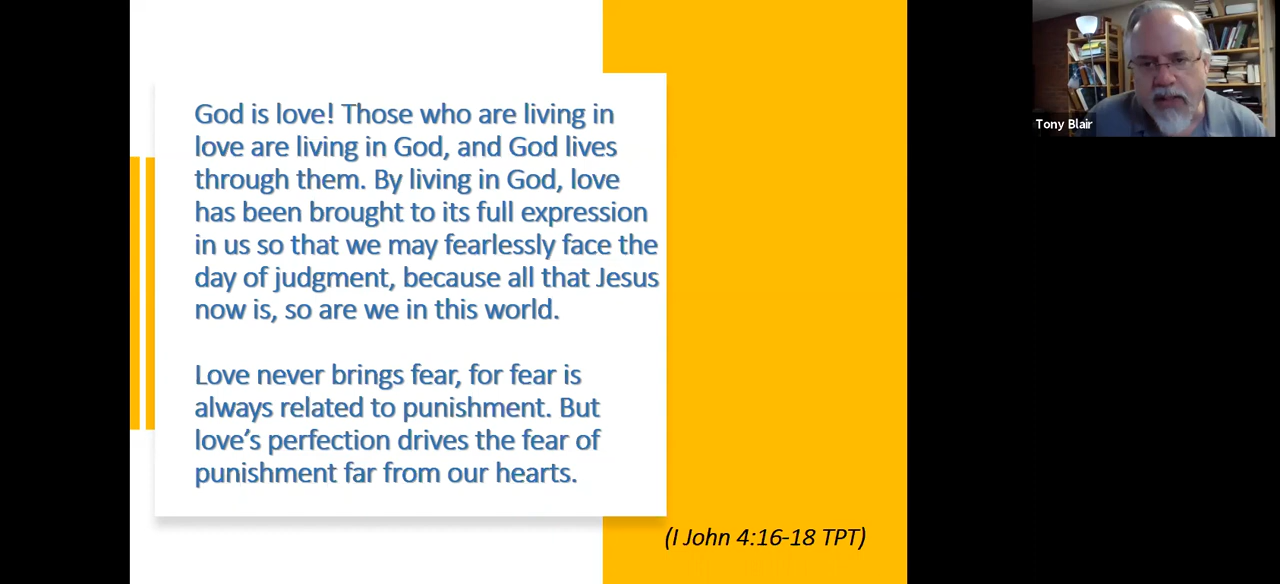 God is love! Those who are living in
love are living in God, and God lives
through them. By living in God, love
has been brought to its full expression
in us so that we may fearlessly face the
day of judgment, because all that Jesus
now is, so are we in this world.
Love never brings fear, for fear is
always related to punishment. But
love’s perfection drives the fear of
punishment far from our hearts.
(I John 4:16-18 TPT)
Tony Blair